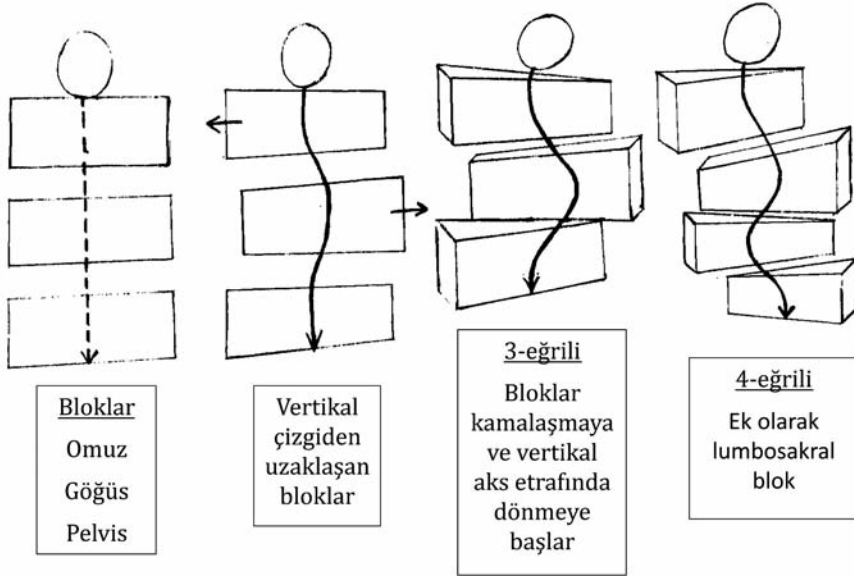 Bloklar
Omuz
Göğüs
Pelvis
Vertikal
çizgiden
uzaklaşan
bloklar
3-eğrili
Bloklar
kamalaşmaya
ve vertikal
aks etrafında
dönmeye
başlar
4-eğrili
Ek olarak
lumbosakral
blok